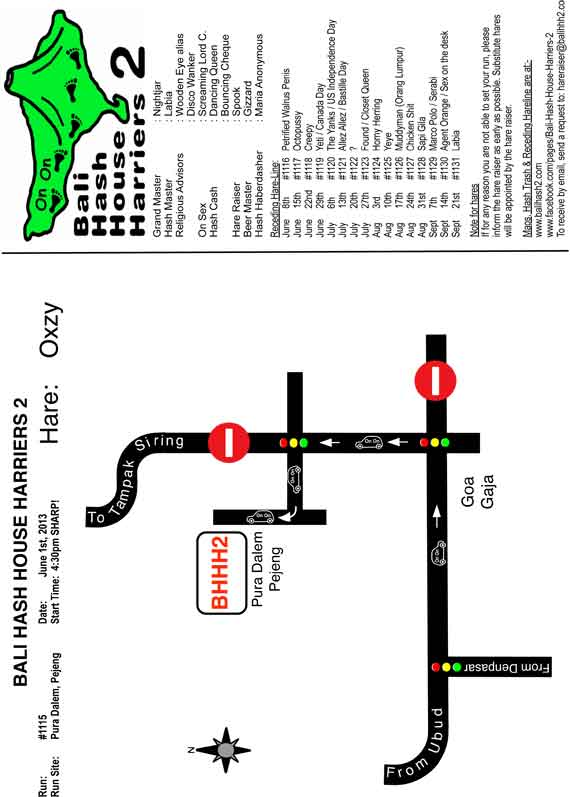 BALI HASH HOUSE HARRIERS 2
Run: #1115 Date: June 1st, 2013
Run Site: Pura Dalem, Pejeng Start Time: 4:30pm SHARP!
Hare: Oxzy
N
To Tampak Siring
BHHH2
Pura Dalem
Pejeng
On On
On On
On On
On On
Goa
Gaja
From Ubud
From Denpasar
On On
Bali
Hash
House
Harriers 2
Grand Master : Nightjar
Hash Master : Labia
Religious Advisors : Wooden Eye alias
: Disco Wanker
On Sex : Screaming Lord C.
Hash Cash : Dancing Queen
: Bouncing Cheque
Hare Raiser : Spook
Beer Master : Gizzard
Hash Haberdasher : Maria Anonymous
Receding Hare-Line:
June 8th #1116 Petrified Walrus Penis
June 15th #1117 Octopussy
June 22nd #1118 Creepy
June 29th #1119 Yeti / Canada Day
July 6th #1120 The Yanks / US Independence Day
July 13th #1121 Allez Allez / Bastille Day
July 20th #1122 ?
July 27th #1123 Pound / Closet Queen
Aug 3rd #1124 Horny Herring
Aug 10th #1125 Yeye
Aug 17th #1126 Muddyman (Orang Lumpur)
Aug 24th #1127 Chicken Shit
Aug 31st #1128 Sapi Gila
Sept 7th #1129 Marco Polo / Serabi
Sept 14th #1130 Agent Orange / Sex on the desk
Sept 21st #1131 Labia
Note for hares
If for any reason you are not able to set your run, please
inform the hare raiser as early as possible. Substitute hares
will be appointed by the hare raiser.
Maps, Hash Trash & Receding Hareline are at:-
www.balihash2.com
www.facebook.com/pages/Bali-Hash-House-Harriers-2
To receive by email, send a request to: hareraiser@balihh2.co